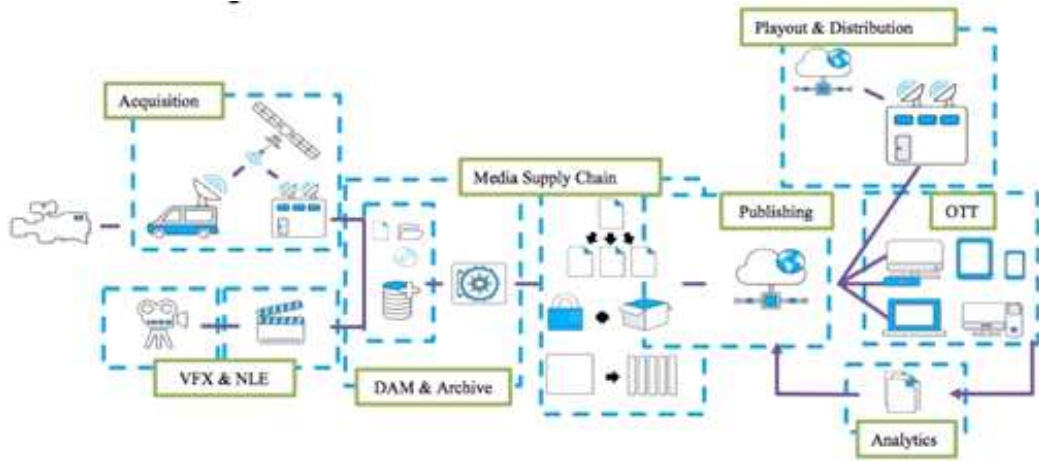 Playout & Distribution
Acquisition
Media Supply Chain
Publishing
OTT
VFX & NLE
DAM & Archive
Analytics